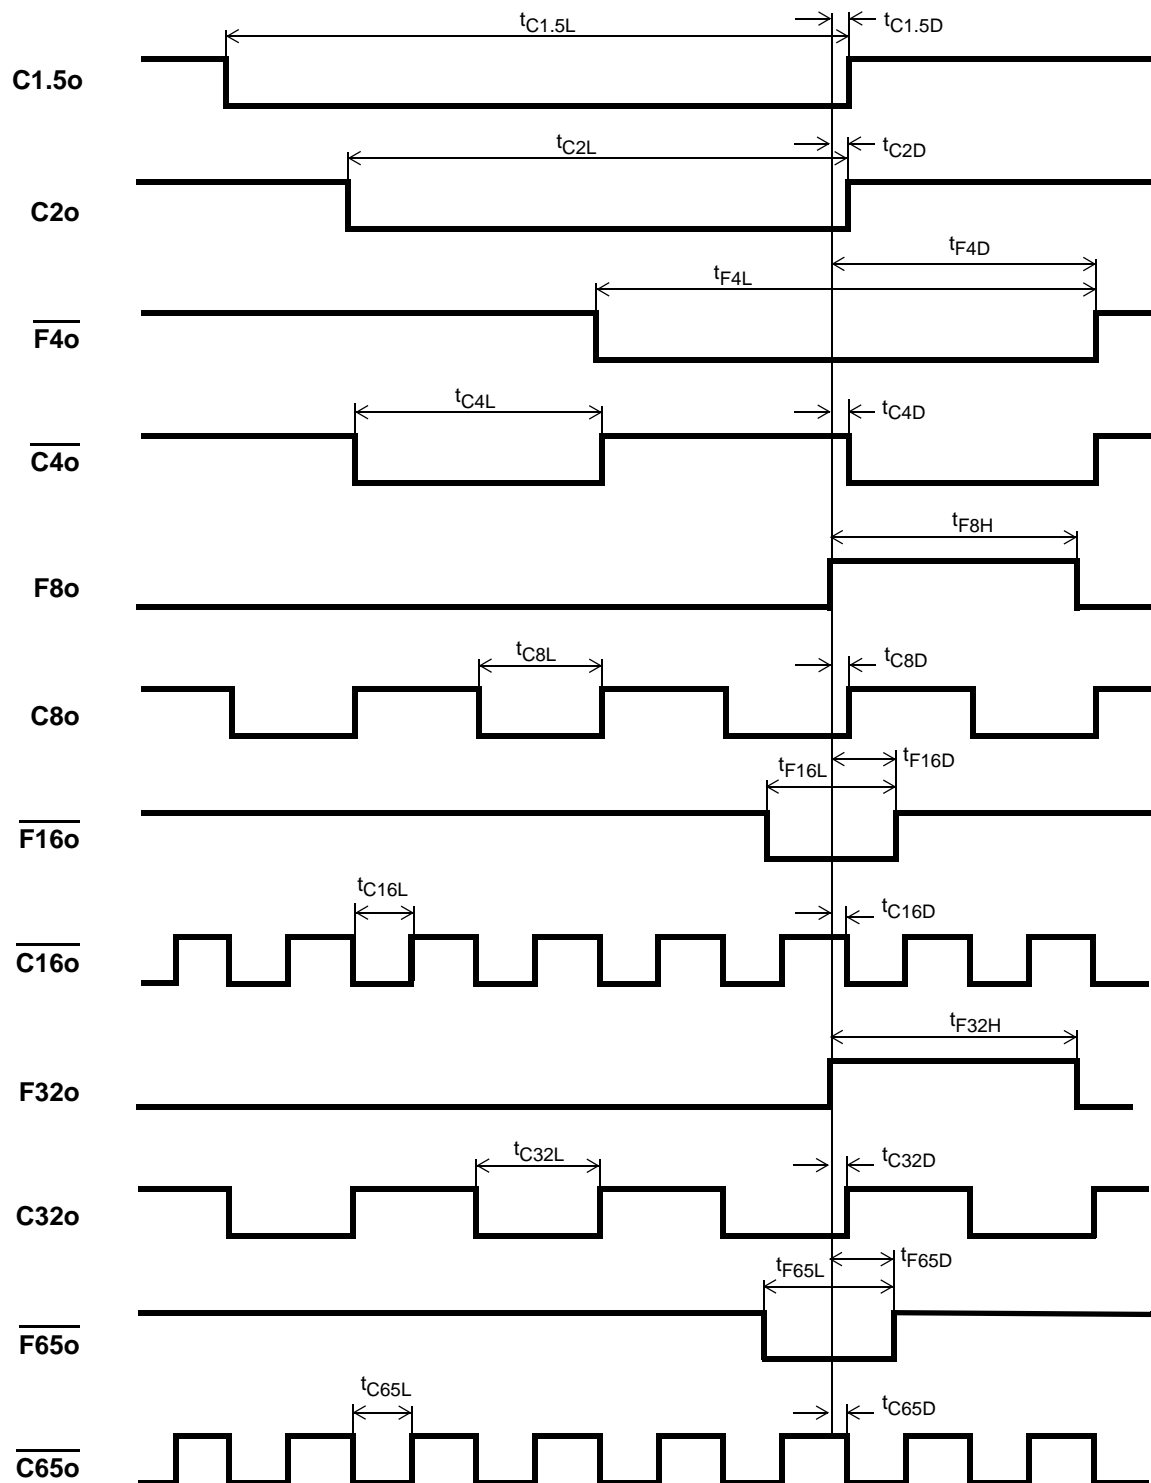 tC1.5L
tC1.5D
C1.5o
tC2L
tC2D
C2o
tF4D
tF4L
F4o
tC4L
tC4D
C4o
tF8H
F8o
tC8L
tC8D
C8o
tF16L
tF16D
F16o
tC16L
tC16D
C16o
tF32H
F32o
tC32L
tC32D
C32o
tF65L
tF65D
F65o
tC65L
tC65D
C65o